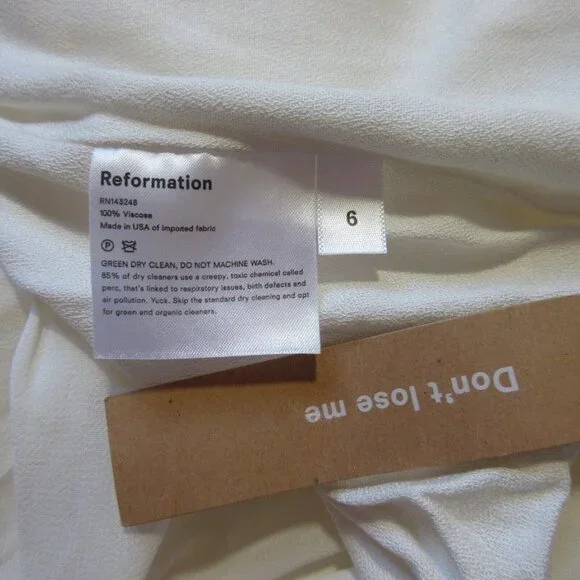 Reformation
RN143248
100% Viscose
Made in USA of imported fabric
P
GREEN DRY CLEAN, DO NOT MACHINE WASH.
85% of dry cleaners use a creepy, toxic chemical called
perc, that's linked to respiratory issues, birth defects and
air pollution. Yuck. Skip the standard dry cleaning and opt
for green and organic cleaners.
6
Don't lose me